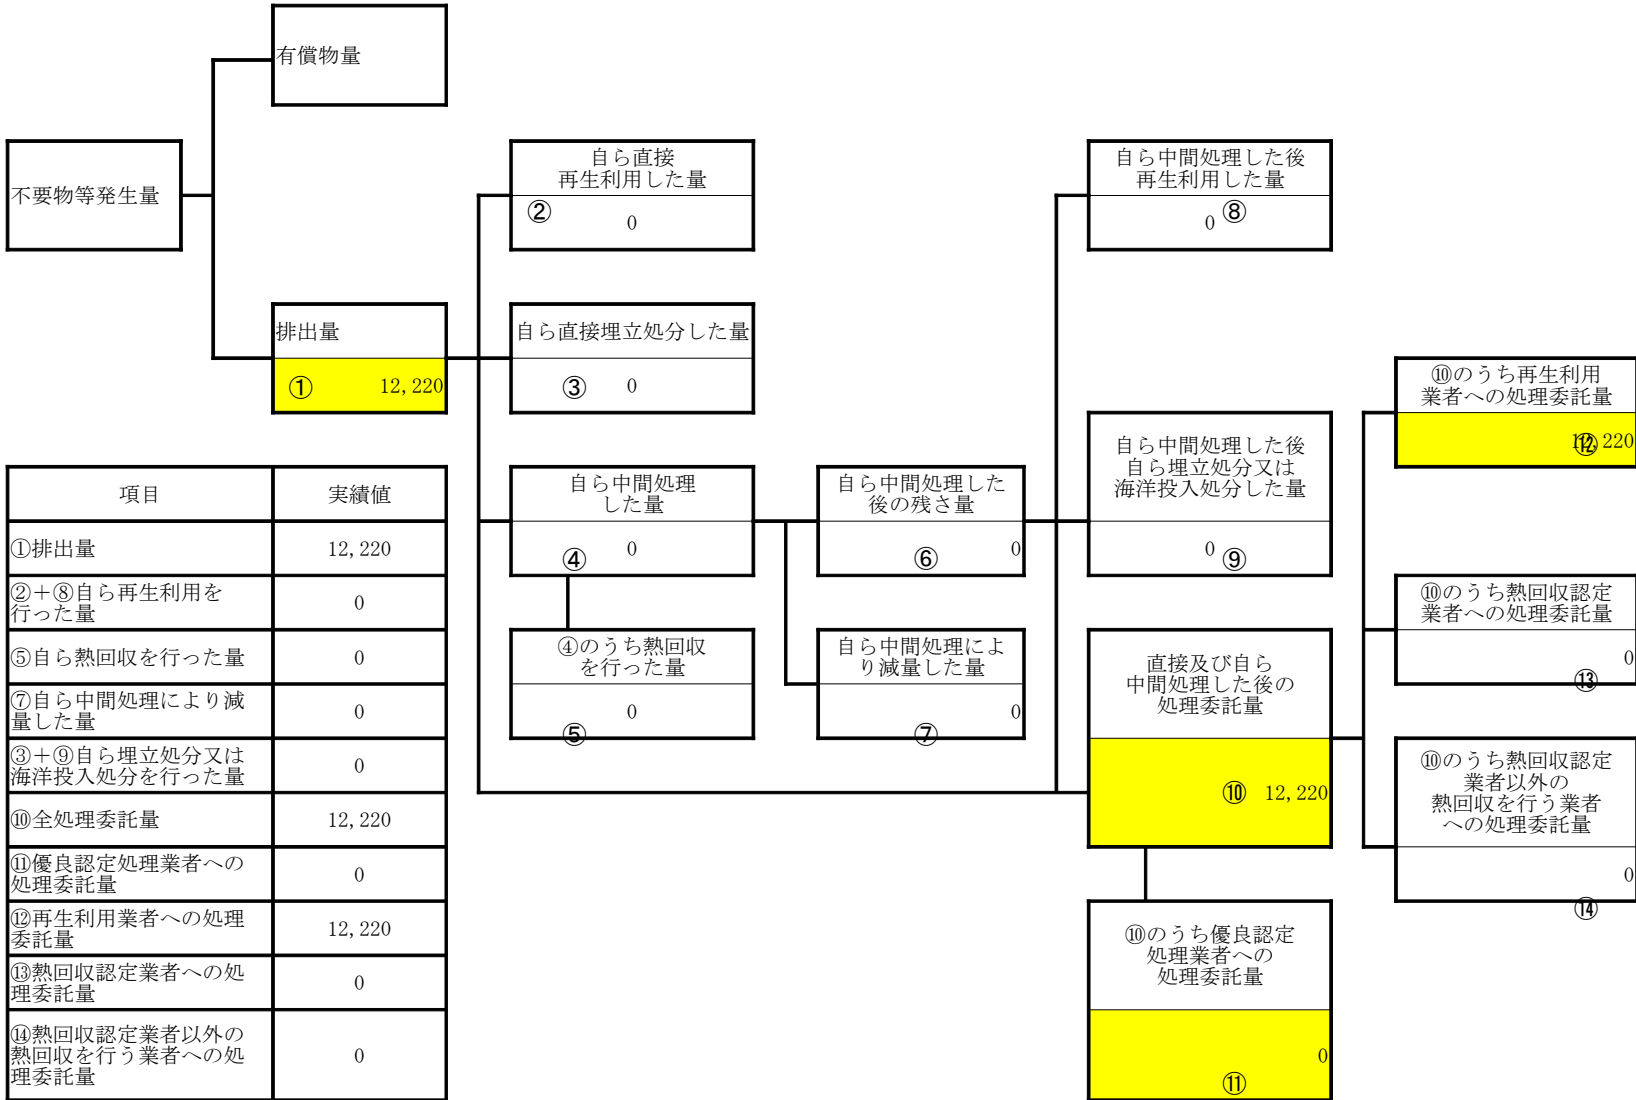 有償物量
不要物等発生量
排出量
① 12,220
自ら直接
再生利用した量
② 0
自ら直接埋立処分した量
③ 0
自ら中間処理
した量
④ 0
④のうち熱回収
を行った量
⑤ 0
自ら中間処理した
後の残さ量
⑥ 0
自ら中間処理によ
り減量した量
⑦ 0
自ら中間処理した後
再生利用した量
0 ⑧
自ら中間処理した後
自ら埋立処分又は
海洋投入処分した量
0 ⑨
直接及び自ら
中間処理した後の
処理委託量
⑩ 12,220
⑩のうち優良認定
処理業者への
処理委託量
0
⑪
⑩のうち再生利用
業者への処理委託量
⑫ 12,220
⑩のうち熱回収認定
業者への処理委託量
0
⑬
⑩のうち熱回収認定
業者以外の
熱回収を行う業者
への処理委託量
0
⑭
項目 実績値
①排出量 12,220
②+⑧自ら再生利用を
行った量 0
⑤自ら熱回収を行った量 0
⑦自ら中間処理により減
量した量 0
③+⑨自ら埋立処分又は
海洋投入処分を行った量 0
⑩全処理委託量 12,220
⑪優良認定処理業者への
処理委託量 0
⑫再生利用業者への処理
委託量 12,220
⑬熱回収認定業者への処
理委託量 0
⑭熱回収認定業者以外の
熱回収を行う業者への処
理委託量 0